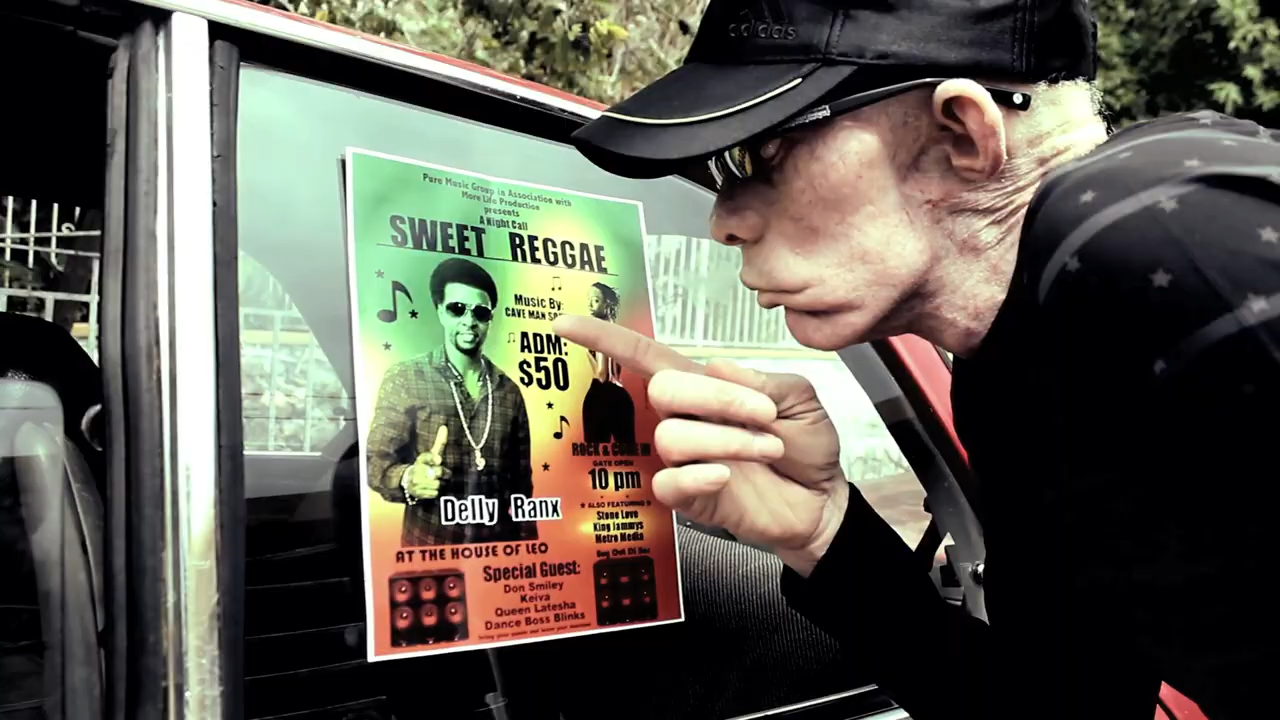 adidas
Pure Music Group in Association with
More Life Production
presents
A Night Call
SWEET REGGAE
Music By:
CAVE MAN
ADM:
$50
ROCK &
GATE OPEN
10 pm
★ ALSO FEATURING
Stone Love
King Jammys
Metro Media
Delly Ranx
AT THE HOUSE OF LEO
Special Guest:
Don Smiley
Keiva
Queen Latesha
Dance Boss Blinks